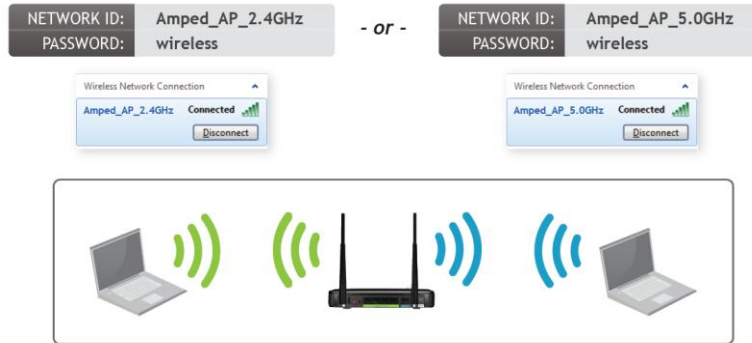 NETWORK ID: Amped_AP_2.4GHz
PASSWORD: wireless
- or -
NETWORK ID: Amped_AP_5.0GHz
PASSWORD: wireless
Wireless Network Connection
Amped_AP_2.4GHz Connected
Disconnect
Wireless Network Connection
Amped_AP_5.0GHz Connected
Disconnect